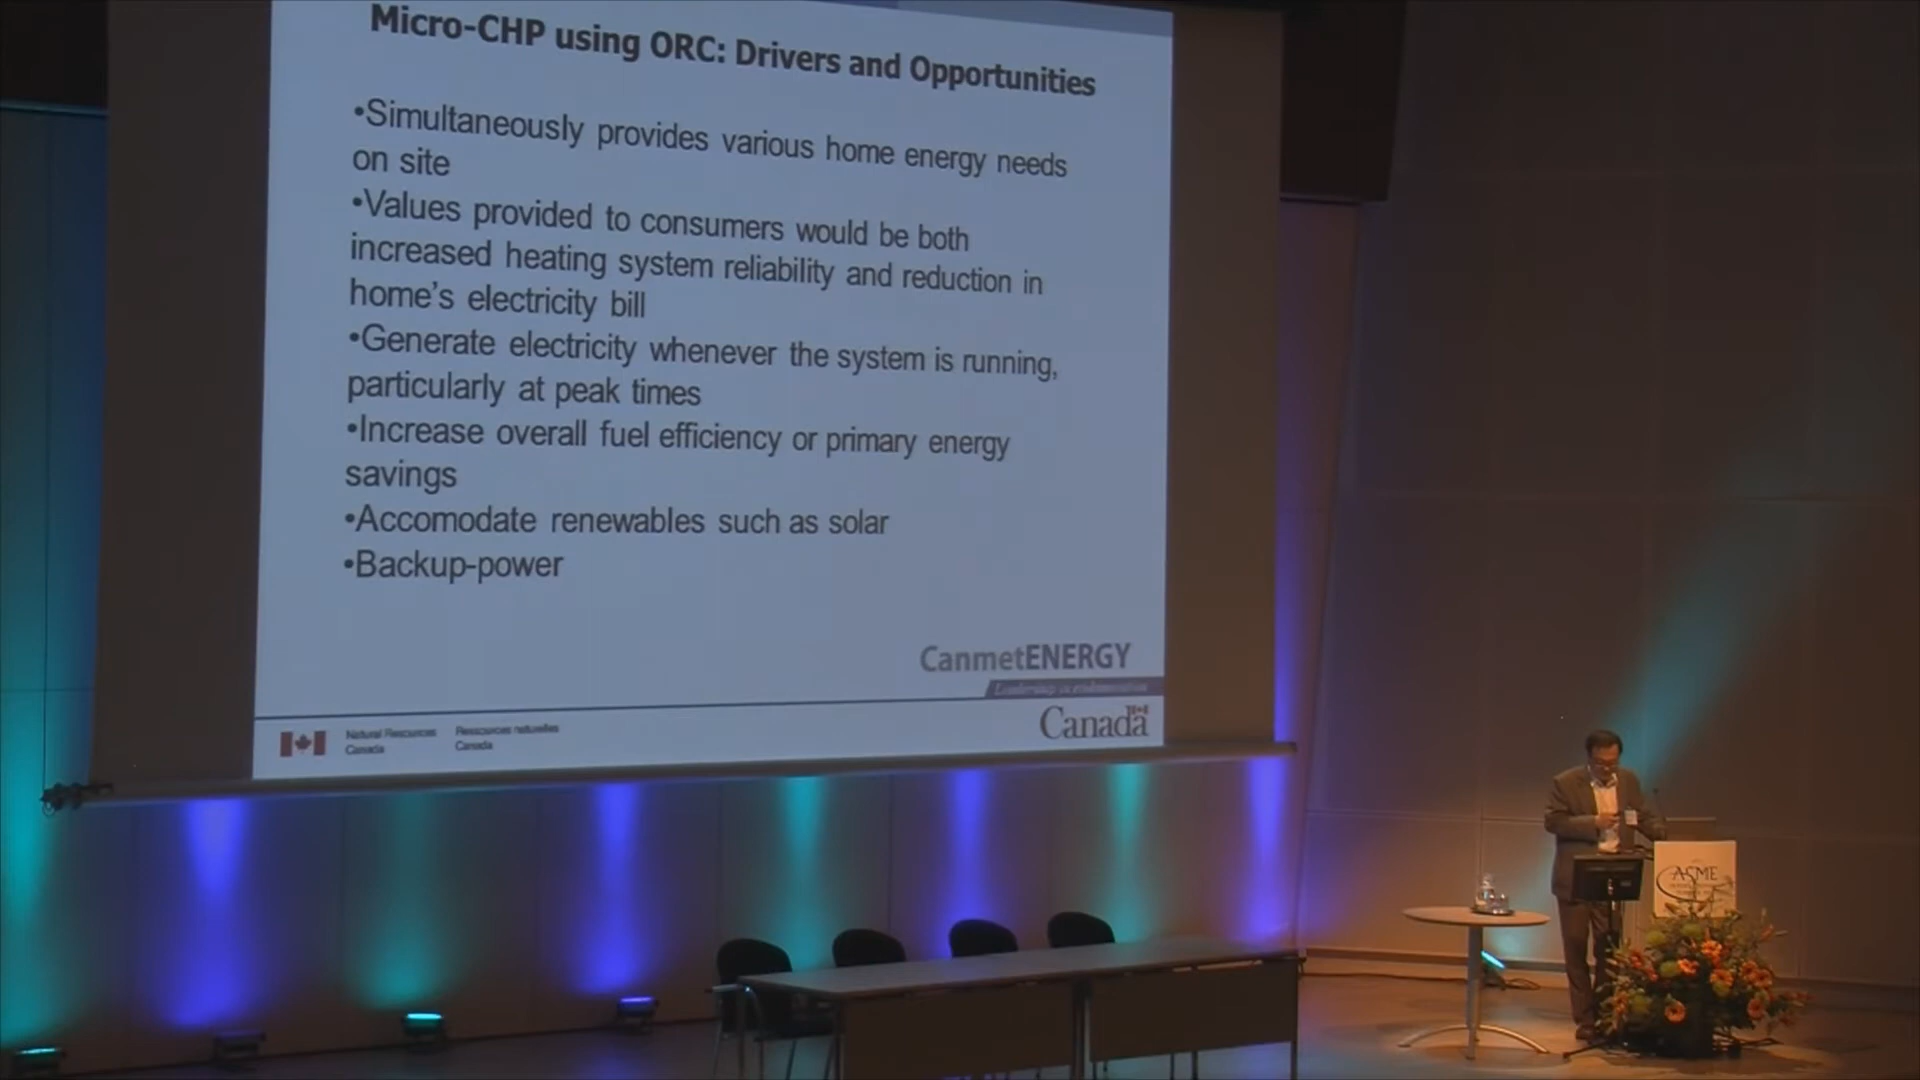 Micro-CHP using ORC: Drivers and Opportunities
•Simultaneously provides various home energy needs
on site
•Values provided to consumers would be both
increased heating system reliability and reduction in
home's electricity bill
•Generate electricity whenever the system is running,
particularly at peak times
•Increase overall fuel efficiency or primary energy
savings
•Accomodate renewables such as solar
•Backup-power
CanmetENERGY
Leadership in ecoInnovation
Natural Resources Ressources naturelles
Canada Canada
Canada
ASME